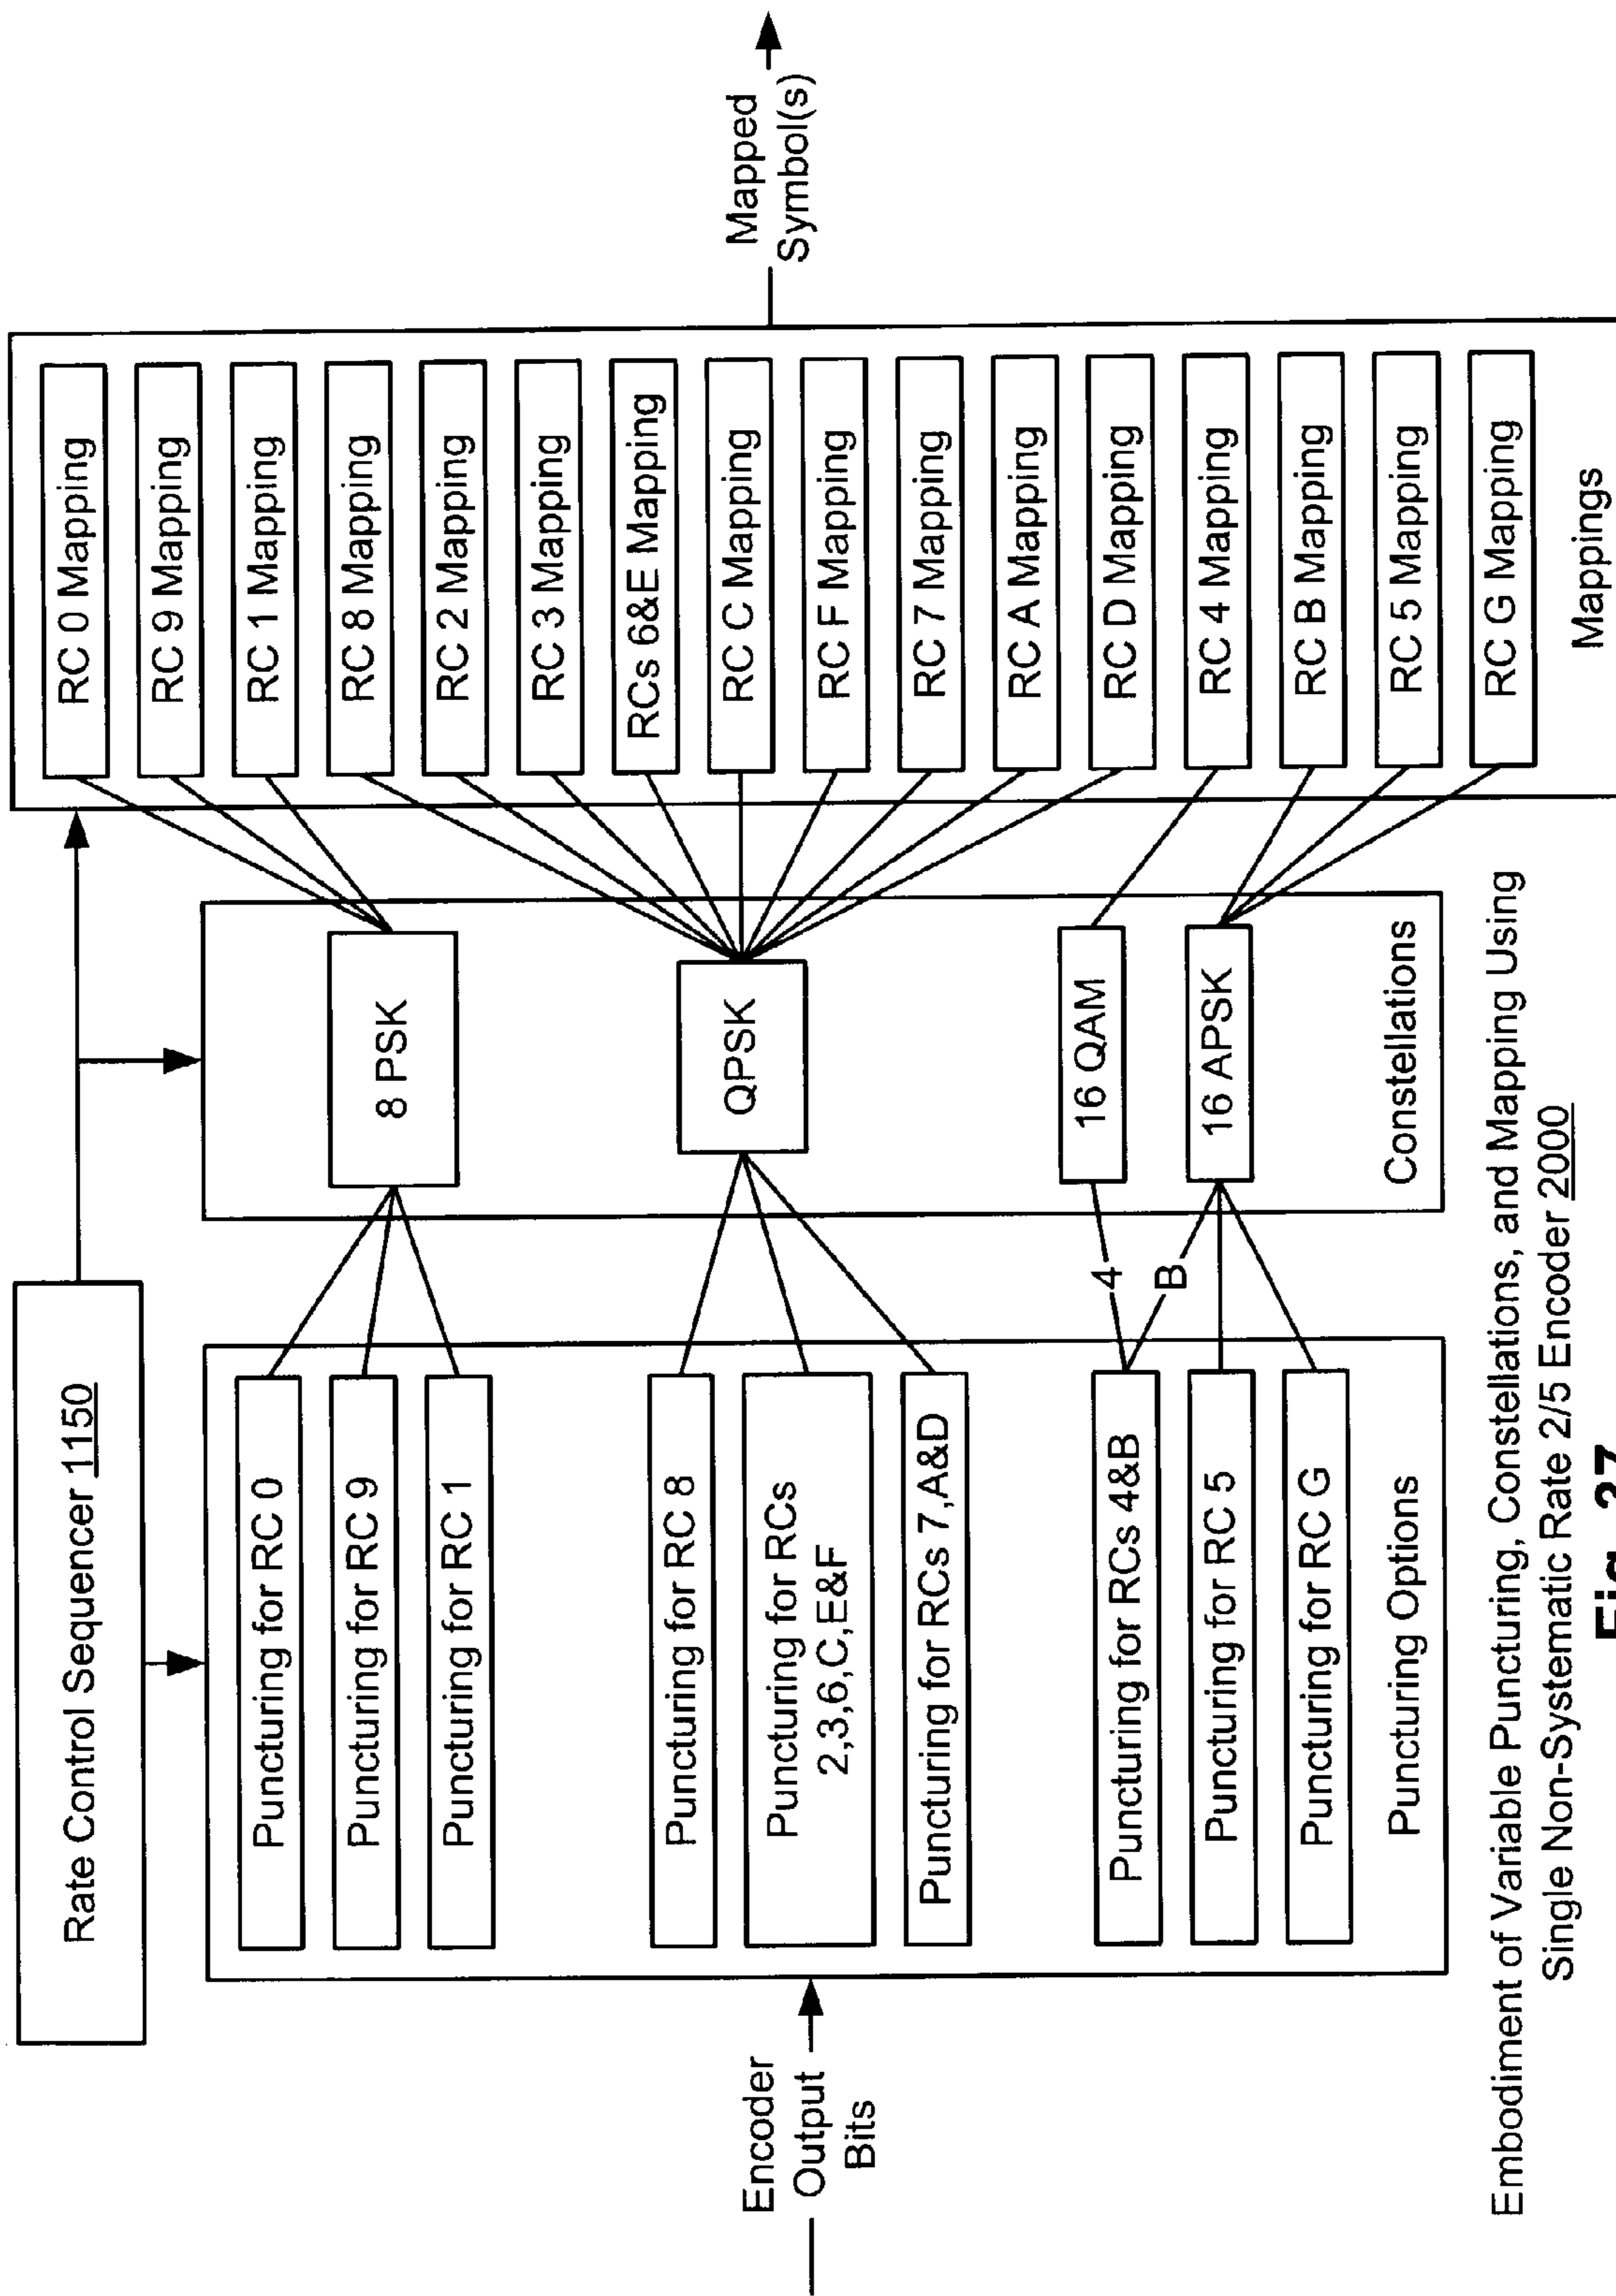 Rate Control Sequencer 1150
Encoder
Output
Bits
Puncturing for RC 0
Puncturing for RC 9
Puncturing for RC 1
Puncturing for RC 8
Puncturing for RCs
2,3,6,C,E&F
Puncturing for RCs 7,A&D
Puncturing for RCs 4&B
Puncturing for RC 5
Puncturing for RC G
Puncturing Options
4
B
8 PSK
QPSK
16 QAM
16 APSK
Constellations
RC 0 Mapping
RC 9 Mapping
RC 1 Mapping
RC 8 Mapping
RC 2 Mapping
RC 3 Mapping
RCs 6&E Mapping
RC C Mapping
RC F Mapping
RC 7 Mapping
RC A Mapping
RC D Mapping
RC 4 Mapping
RC B Mapping
RC 5 Mapping
RC G Mapping
Mappings
Mapped
Symbol(s)
Embodiment of Variable Puncturing, Constellations, and Mapping Using
Single Non-Systematic Rate 2/5 Encoder 2000